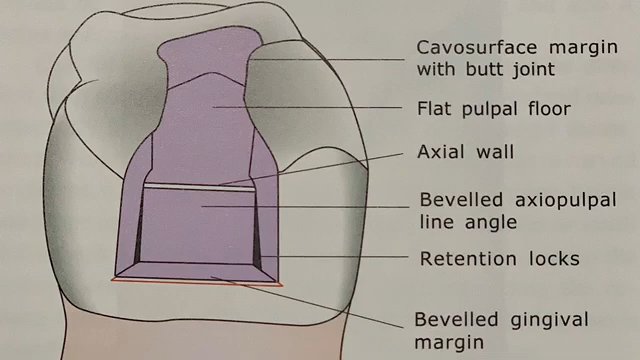 Cavosurface margin
with butt joint
Flat pulpal floor
Axial wall
Bevelled axiopulpal
line angle
Retention locks
Bevelled gingival
margin